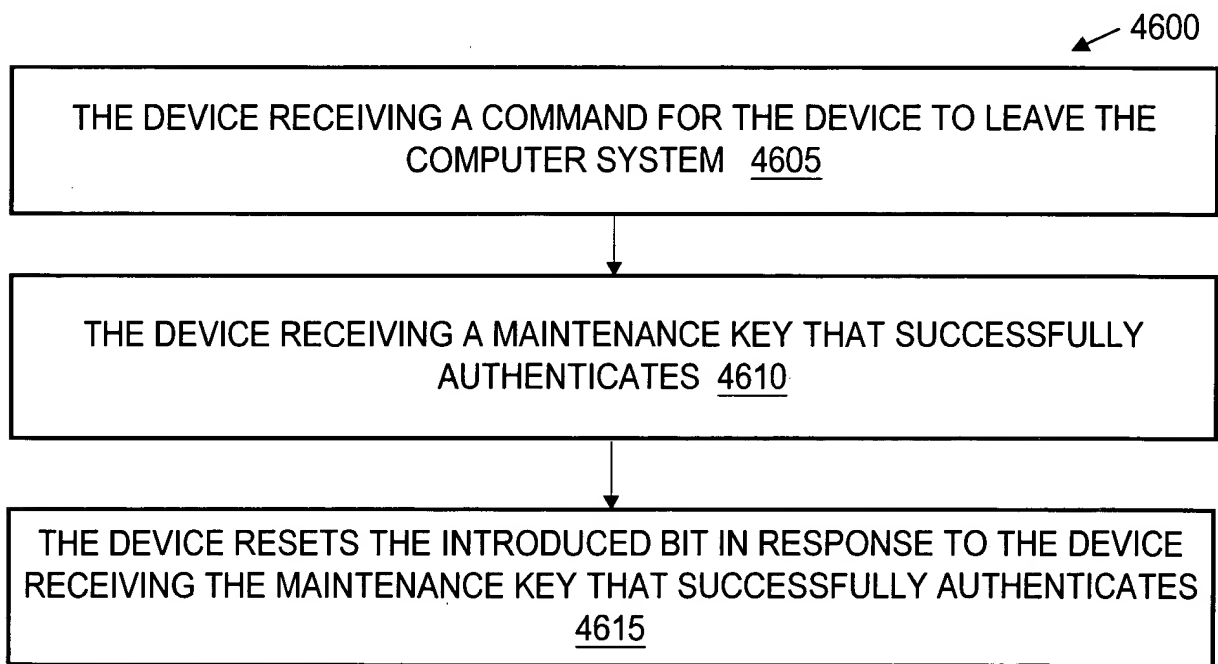 4600
THE DEVICE RECEIVING A COMMAND FOR THE DEVICE TO LEAVE THE
COMPUTER SYSTEM 4605
THE DEVICE RECEIVING A MAINTENANCE KEY THAT SUCCESSFULLY
AUTHENTICATES 4610
THE DEVICE RESETS THE INTRODUCED BIT IN RESPONSE TO THE DEVICE
RECEIVING THE MAINTENANCE KEY THAT SUCCESSFULLY AUTHENTICATES
4615